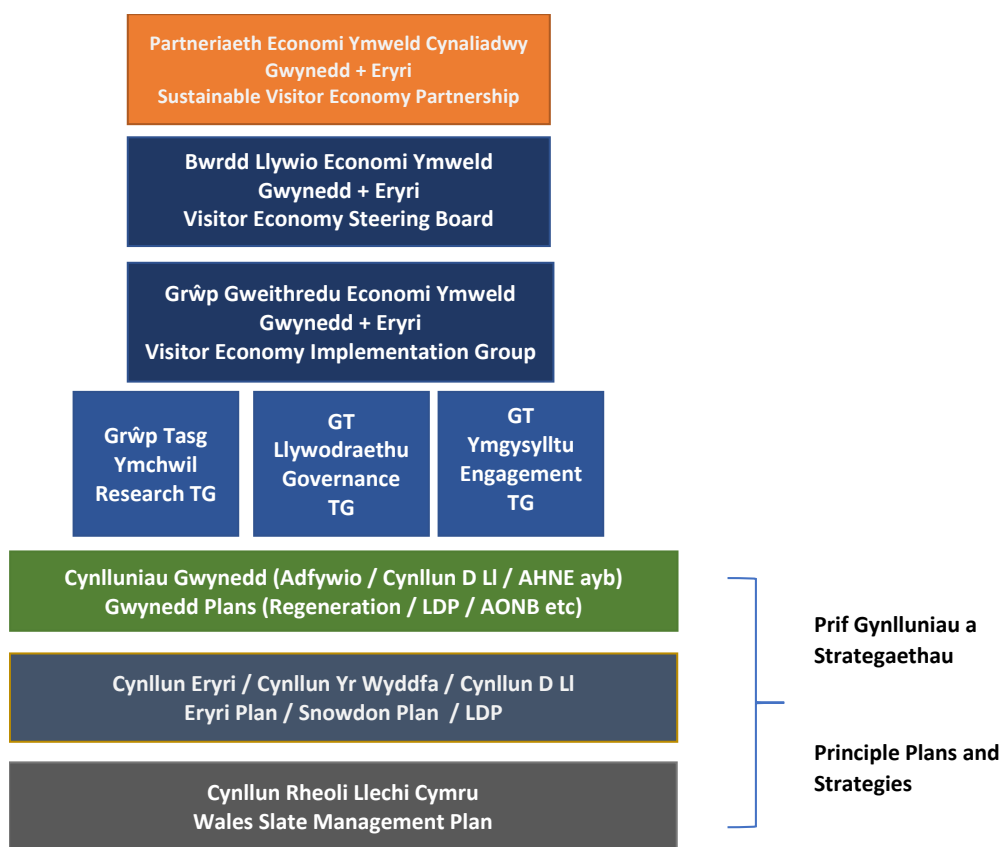 Partneriaeth Economi Ymweld Cynaliadwy
Gwynedd + Eryri
Sustainable Visitor Economy Partnership
Bwrdd Llywio Economi Ymweld
Gwynedd + Eryri
Visitor Economy Steering Board
Grŵp Gweithredu Economi Ymweld
Gwynedd + Eryri
Visitor Economy Implementation Group
Grŵp Tasg
Ymchwil
Research TG
GT
Llywodraethu
Governance
TG
GT
Ymgysylltu
Engagement
TG
Cynlluniau Gwynedd (Adfywio / Cynllun D Ll / AHNE ayb)
Gwynedd Plans (Regeneration / LDP / AONB etc)
Cynllun Eryri / Cynllun Yr Wyddfa / Cynllun D Ll
Eryri Plan / Snowdon Plan / LDP
Cynllun Rheoli Llechi Cymru
Wales Slate Management Plan
Prif Gynlluniau a
Strategaethau
Principle Plans and
Strategies